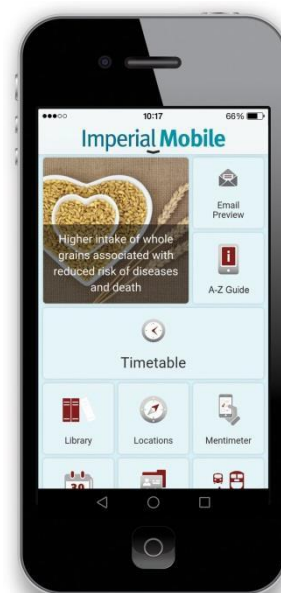 10:17
66%
Imperial Mobile
Higher intake of whole
grains associated with
reduced risk of diseases
and death
Email
Preview
i
A-Z Guide
Timetable
Library
Locations
Mentimeter
30